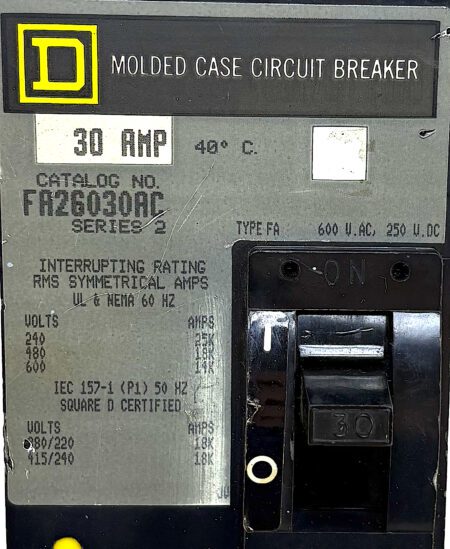 D
MOLDED CASE CIRCUIT BREAKER
30 AMP 40° C.
CATALOG NO.
FA26030AC
SERIES 2
TYPE FA 600 V.AC, 250 V.DC
INTERRUPTING RATING
RMS SYMMETRICAL AMPS
UL & NEMA 60 HZ
VOLTS AMPS
240 25K
480 18K
600 14K
IEC 157-1 (P1) 50 HZ
SQUARE D CERTIFIED
VOLTS AMPS
380/220 18K
415/240 18K
ON
I
30
O